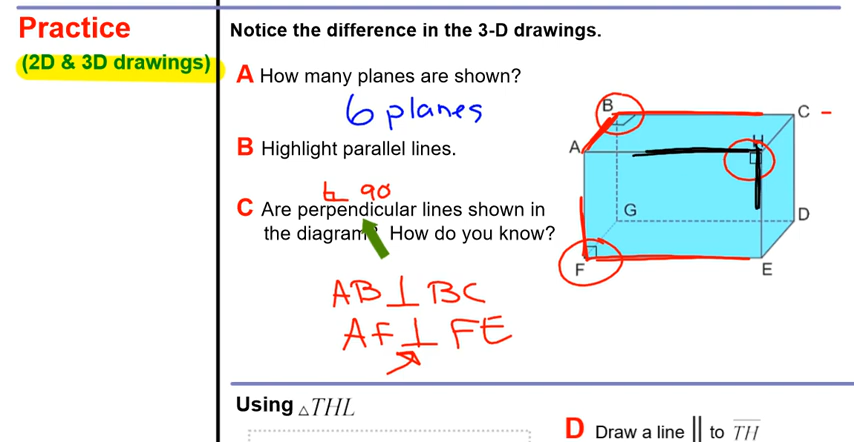 Practice
(2D & 3D drawings)
Notice the difference in the 3-D drawings.
A How many planes are shown?
6 planes
B Highlight parallel lines.
90
C Are perpendicular lines shown in
the diagram? How do you know?
AB ⊥ BC
AF ⊥ FE
B
C
A
H
G
D
F
E
Using △THL
D Draw a line || to TH